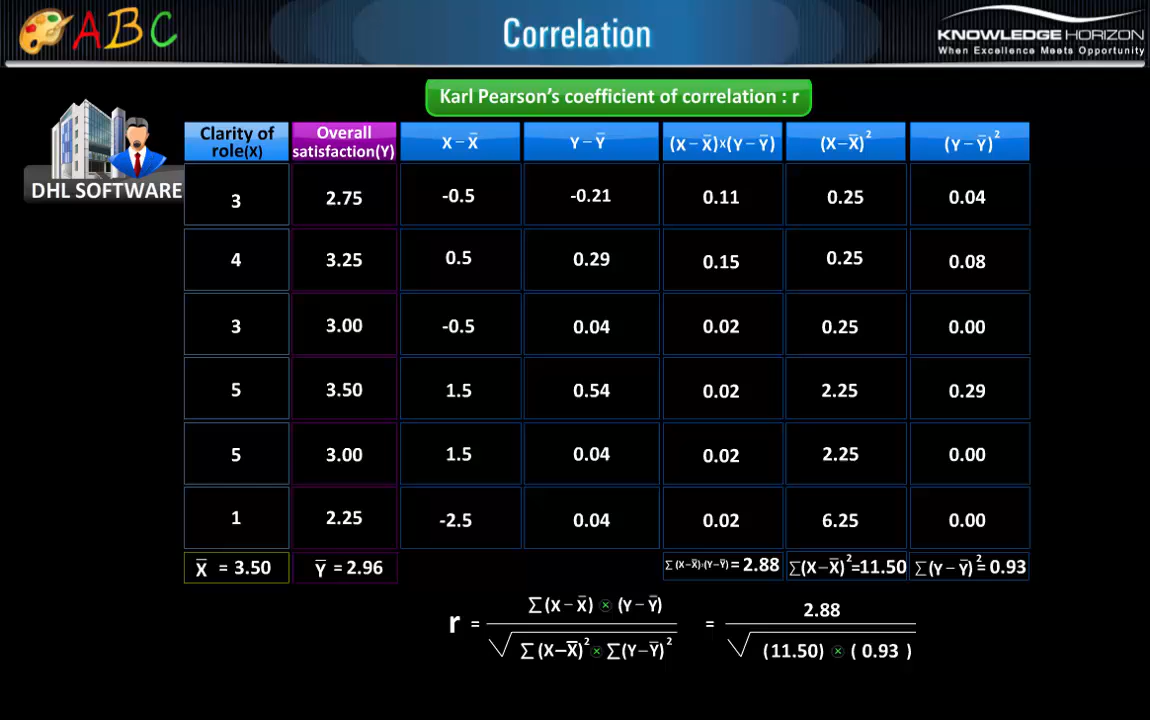 ABC
Correlation
KNOWLEDGE HORIZON
When Excellence Meets Opportunity
Karl Pearson's coefficient of correlation : r
DHL SOFTWARE
Clarity of role(X) Overall satisfaction(Y) X – X̄ Y – Ȳ (X – X̄)x(Y – Ȳ) (X–X̄)² (Y – Ȳ)²
3 2.75 -0.5 -0.21 0.11 0.25 0.04
4 3.25 0.5 0.29 0.15 0.25 0.08
3 3.00 -0.5 0.04 0.02 0.25 0.00
5 3.50 1.5 0.54 0.02 2.25 0.29
5 3.00 1.5 0.04 0.02 2.25 0.00
1 2.25 -2.5 0.04 0.02 6.25 0.00
X̄ = 3.50 Ȳ = 2.96 ∑(X–X̄)×(Y–Ȳ) = 2.88 ∑(X–X̄)²=11.50 ∑(Y – Ȳ)²= 0.93
∑(X – X̄) ⊗ (Y – Ȳ) 2.88
r = =
√ ∑(X–X̄)² ⊗ ∑(Y–Ȳ)² √ (11.50) ⊗ ( 0.93 )